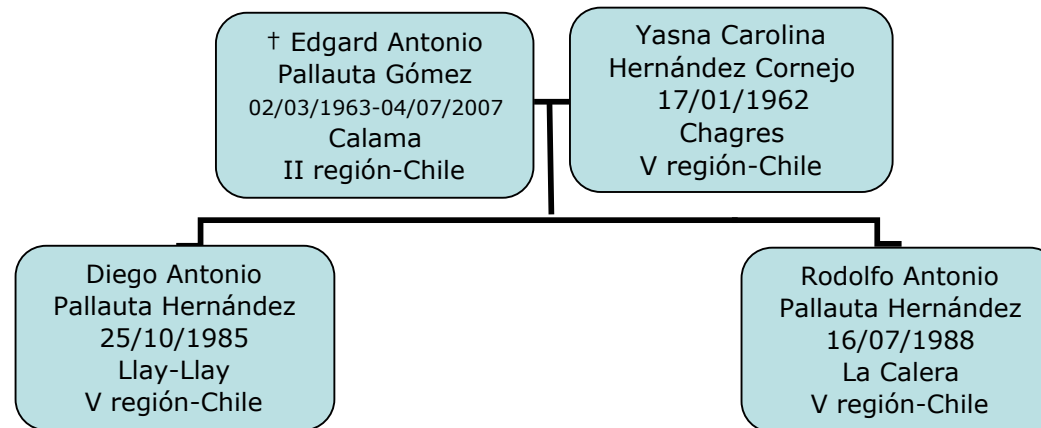 † Edgard Antonio
Pallauta Gómez
02/03/1963-04/07/2007
Calama
II región-Chile
Yasna Carolina
Hernández Cornejo
17/01/1962
Chagres
V región-Chile
Diego Antonio
Pallauta Hernández
25/10/1985
Llay-Llay
V región-Chile
Rodolfo Antonio
Pallauta Hernández
16/07/1988
La Calera
V región-Chile